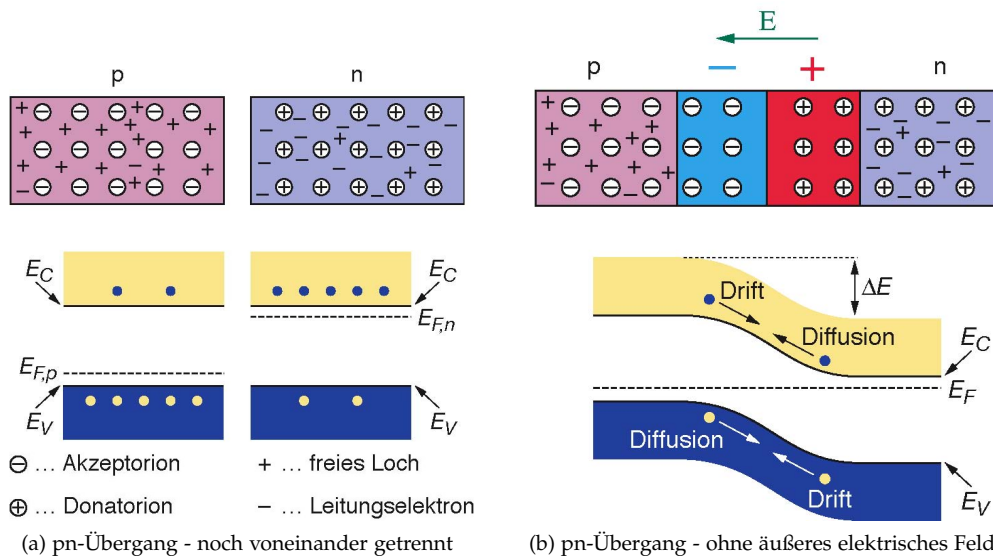 E
p
n
p
−
+
n
E_C
E_C
E_{F,n}
E_{F,p}
E_V
E_V
⊖ … Akzeptorion
+ … freies Loch
⊕ … Donatorion
− … Leitungselektron
(a) pn-Übergang - noch voneinander getrennt
Drift
ΔE
Diffusion
E_C
E_F
Diffusion
Drift
E_V
(b) pn-Übergang - ohne äußeres elektrisches Feld